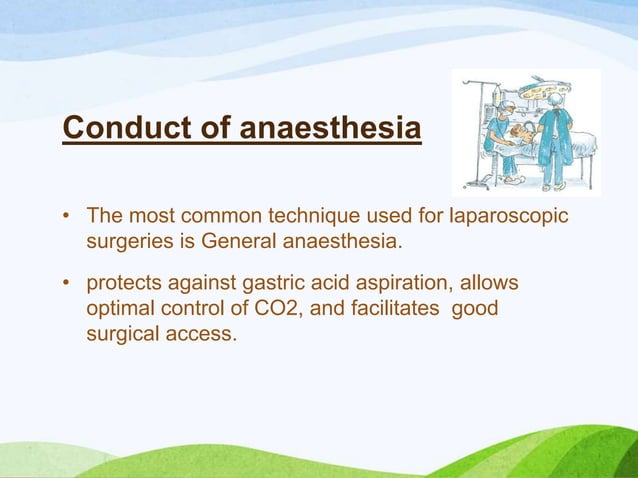 Conduct of anaesthesia
• The most common technique used for laparoscopic
surgeries is General anaesthesia.
• protects against gastric acid aspiration, allows
optimal control of CO2, and facilitates  good
surgical access.